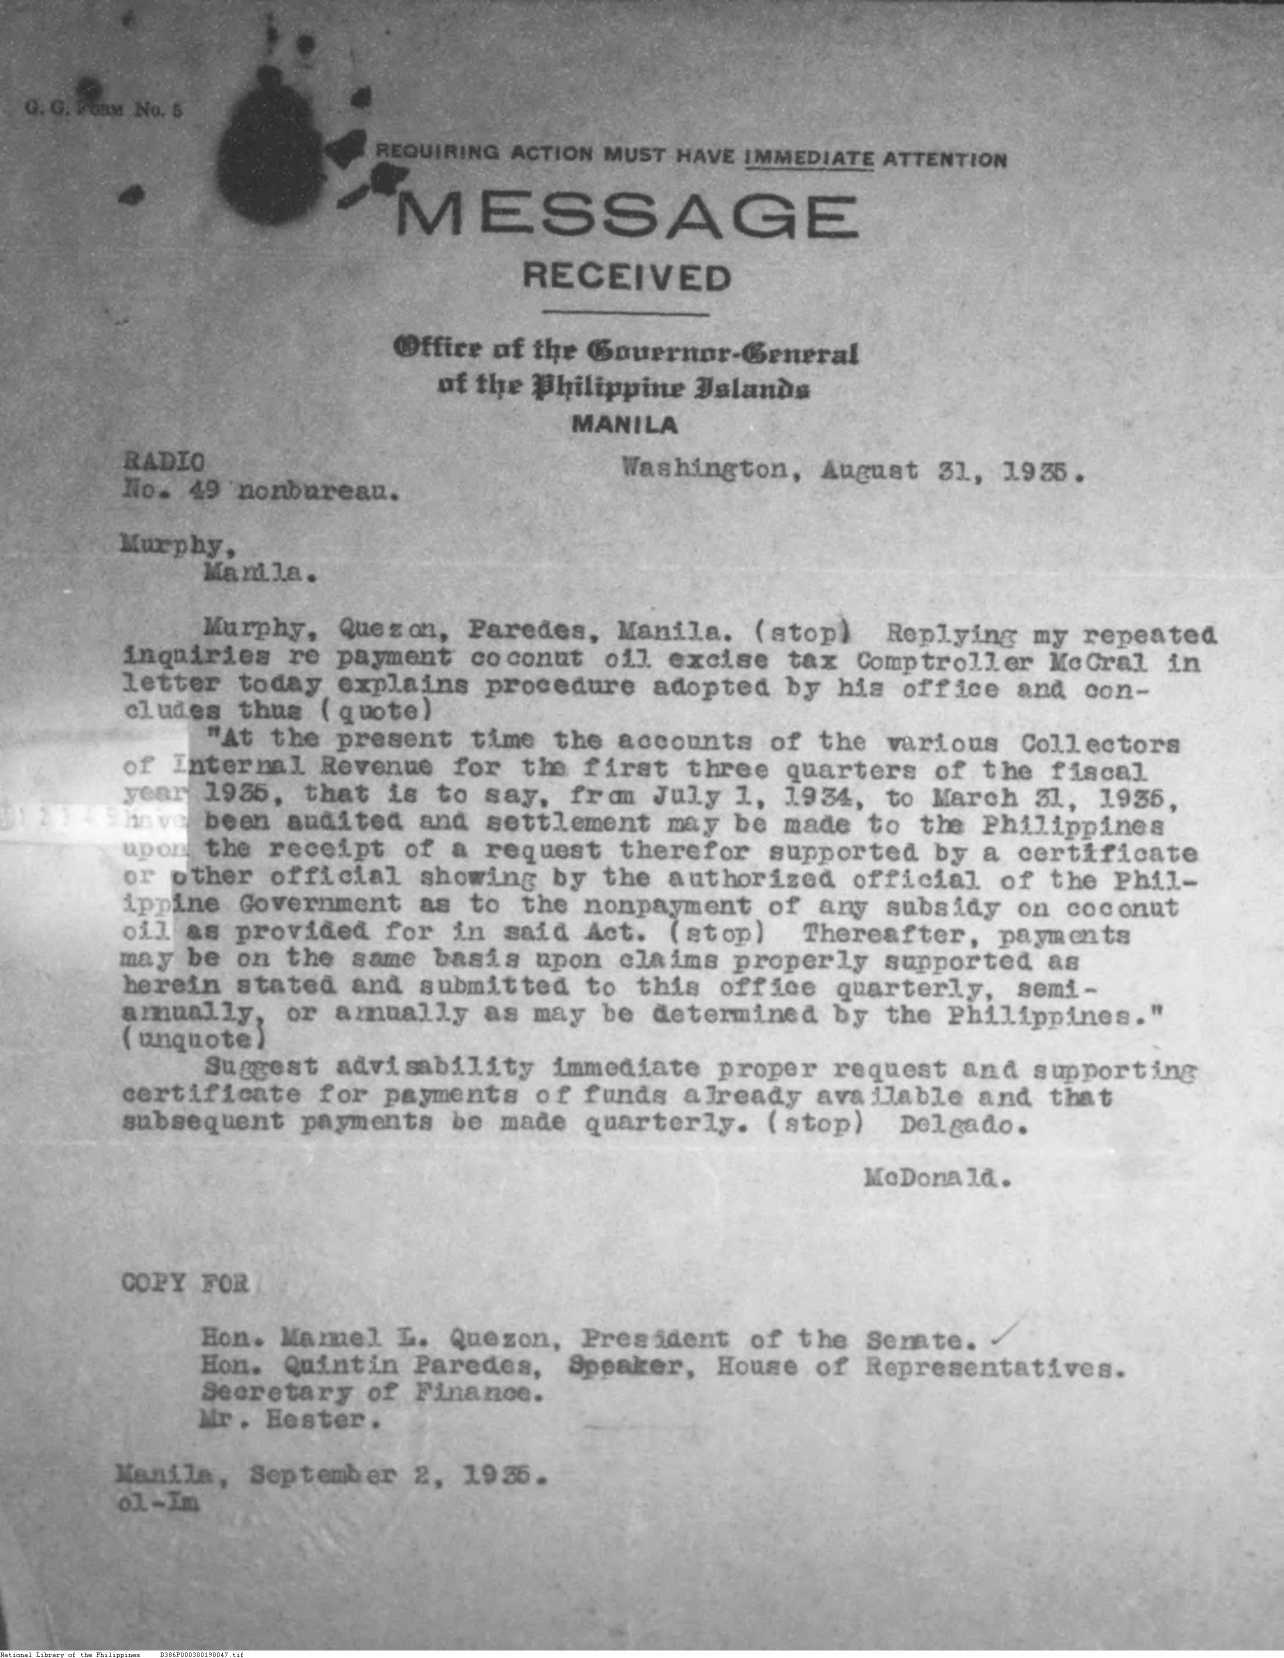 G. G. FORM No. 5
REQUIRING ACTION MUST HAVE IMMEDIATE ATTENTION
MESSAGE
RECEIVED
Office of the Governor-General
of the Philippine Islands
MANILA
RADIO
Washington, August 31, 1935.
No. 49 nonbureau.
Murphy,
Manila.
Murphy, Quezon, Paredes, Manila. (stop) Replying my repeated
inquiries re payment coconut oil excise tax Comptroller McCral in
letter today explains procedure adopted by his office and con-
cludes thus (quote)
"At the present time the accounts of the various Collectors
of Internal Revenue for the first three quarters of the fiscal
year 1935, that is to say, from July 1, 1934, to March 31, 1935,
have been audited and settlement may be made to the Philippines
upon the receipt of a request therefor supported by a certificate
or other official showing by the authorized official of the Phil-
ippine Government as to the nonpayment of any subsidy on coconut
oil as provided for in said Act. (stop) Thereafter, payments
may be on the same basis upon claims properly supported as
herein stated and submitted to this office quarterly, semi-
annually, or annually as may be determined by the Philippines."
(unquote)
Suggest advisability immediate proper request and supporting
certificate for payments of funds already available and that
subsequent payments be made quarterly. (stop) Delgado.
McDonald.
COPY FOR
Hon. Manuel L. Quezon, President of the Senate.
Hon. Quintin Paredes, Speaker, House of Representatives.
Secretary of Finance.
Mr. Hester.
Manila, September 2, 1935.
ol-Im
National Library of the Philippines D386P000300190047.tif